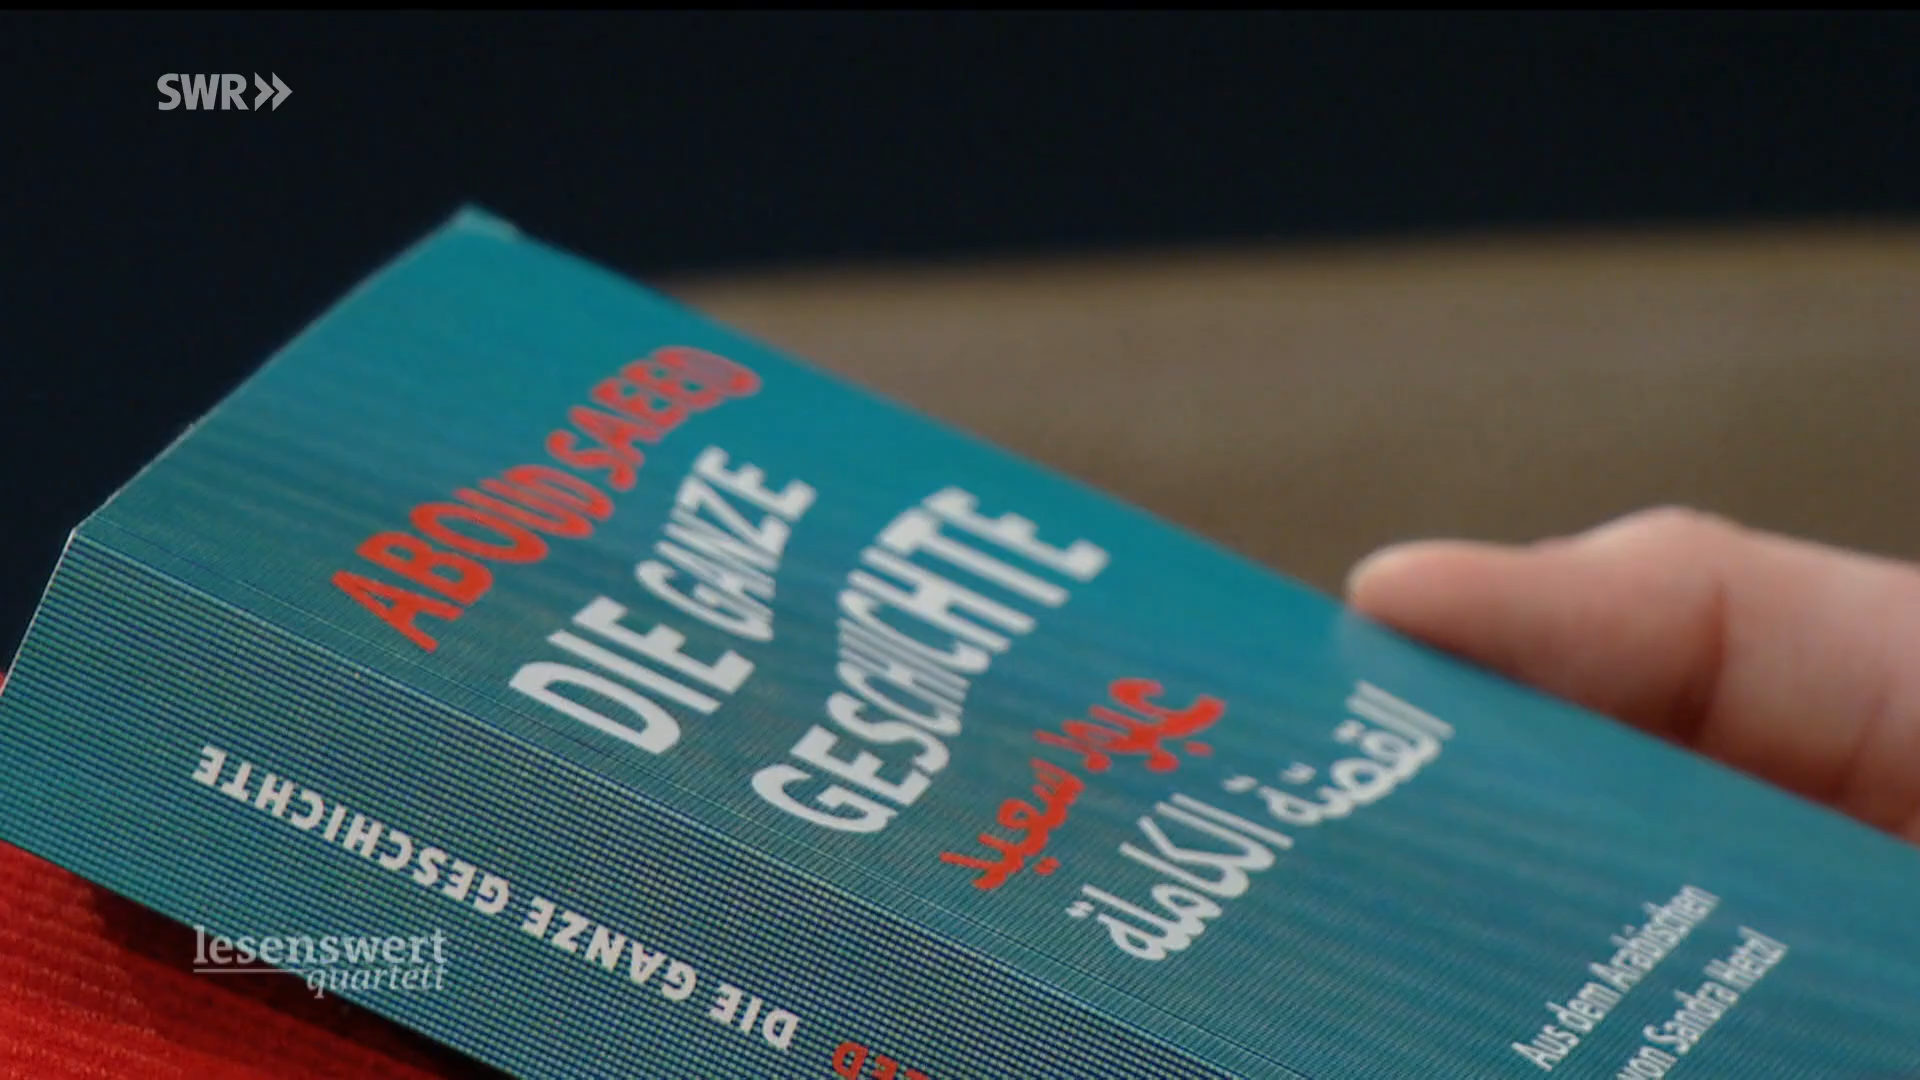 SWR
ABOUD SAEED
DIE GANZE
GESCHICHTE
عبود سعيد
القصّة الكاملة
Aus dem Arabischen
von Sandra Hetzl
DIE GANZE GESCHICHTE
lesenswert
quartett